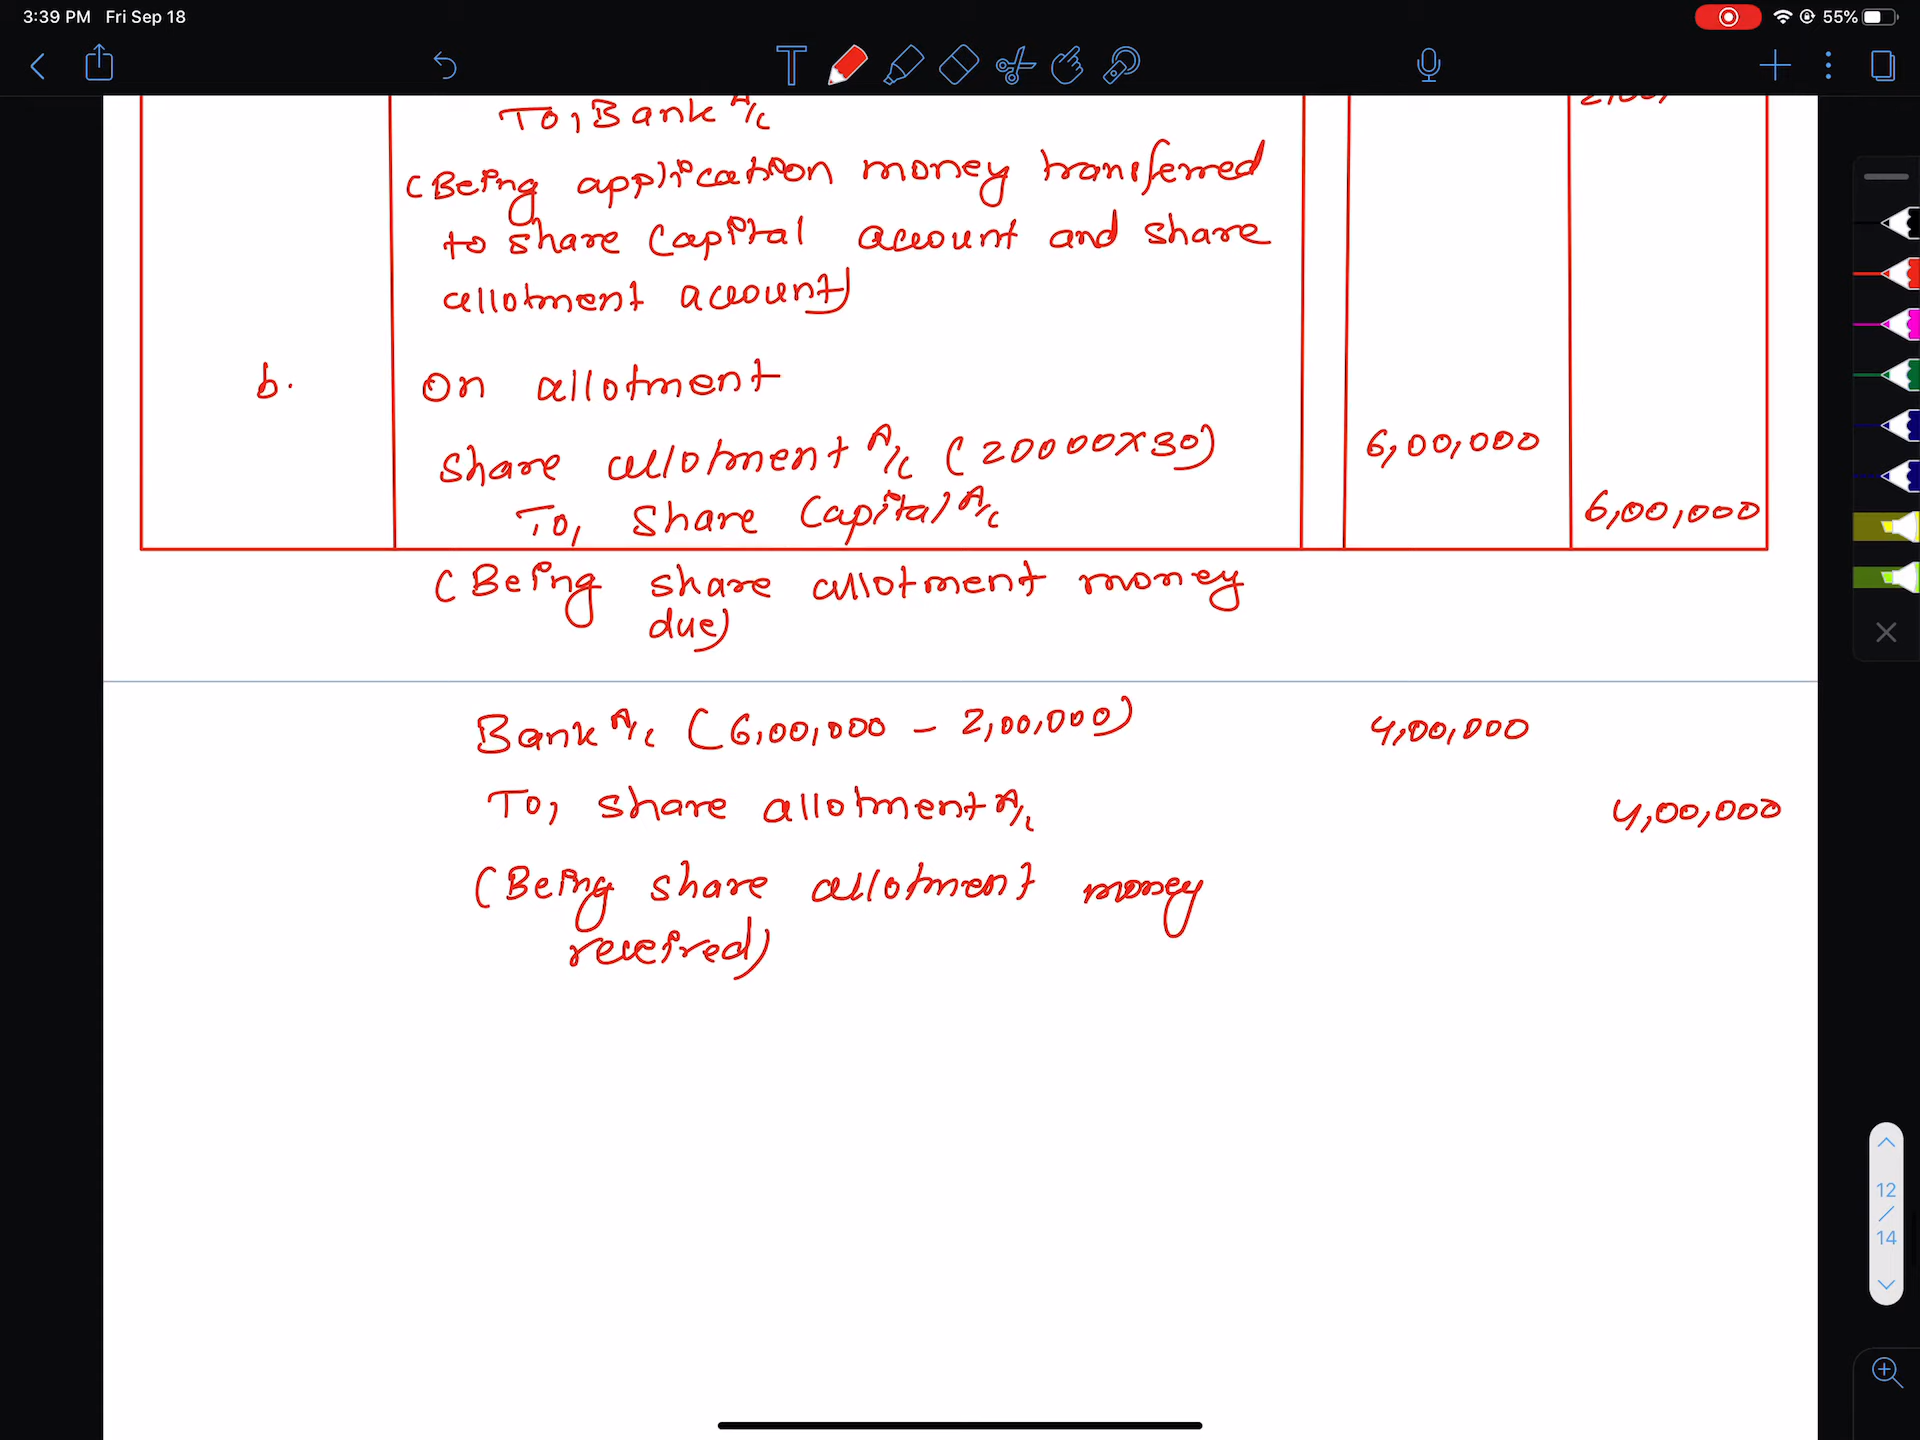 3:39 PM Fri Sep 18
55%
To, Bank A/c
(Being application money transferred
to share Capital account and share
allotment account)
b. On allotment
Share allotment A/c (20000x30) 6,00,000
To, Share Capital A/c 6,00,000
(Being share allotment money
due)
Bank A/c (6,00,000 - 2,00,000) 4,00,000
To, share allotment A/c 4,00,000
(Being share allotment money
received)
12
/
14